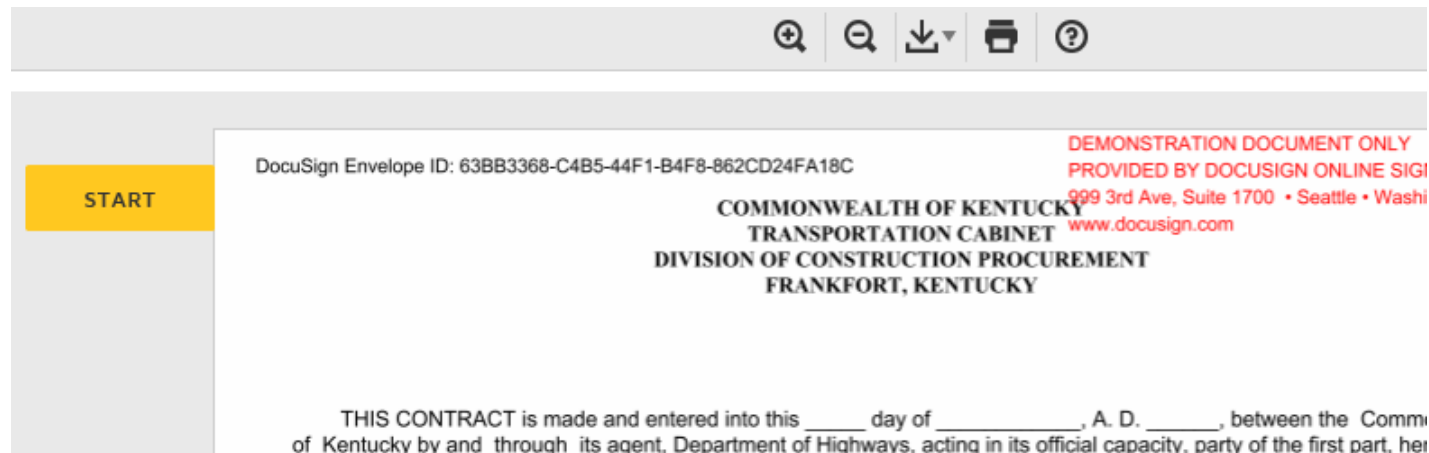 START
DocuSign Envelope ID: 63BB3368-C4B5-44F1-B4F8-862CD24FA18C
DEMONSTRATION DOCUMENT ONLY
PROVIDED BY DOCUSIGN ONLINE SIG
999 3rd Ave, Suite 1700 • Seattle • Washi
www.docusign.com
COMMONWEALTH OF KENTUCKY
TRANSPORTATION CABINET
DIVISION OF CONSTRUCTION PROCUREMENT
FRANKFORT, KENTUCKY
THIS CONTRACT is made and entered into this _____ day of ____________, A. D. ______, between the Comm
of Kentucky by and through its agent, Department of Highways, acting in its official capacity, party of the first part, her